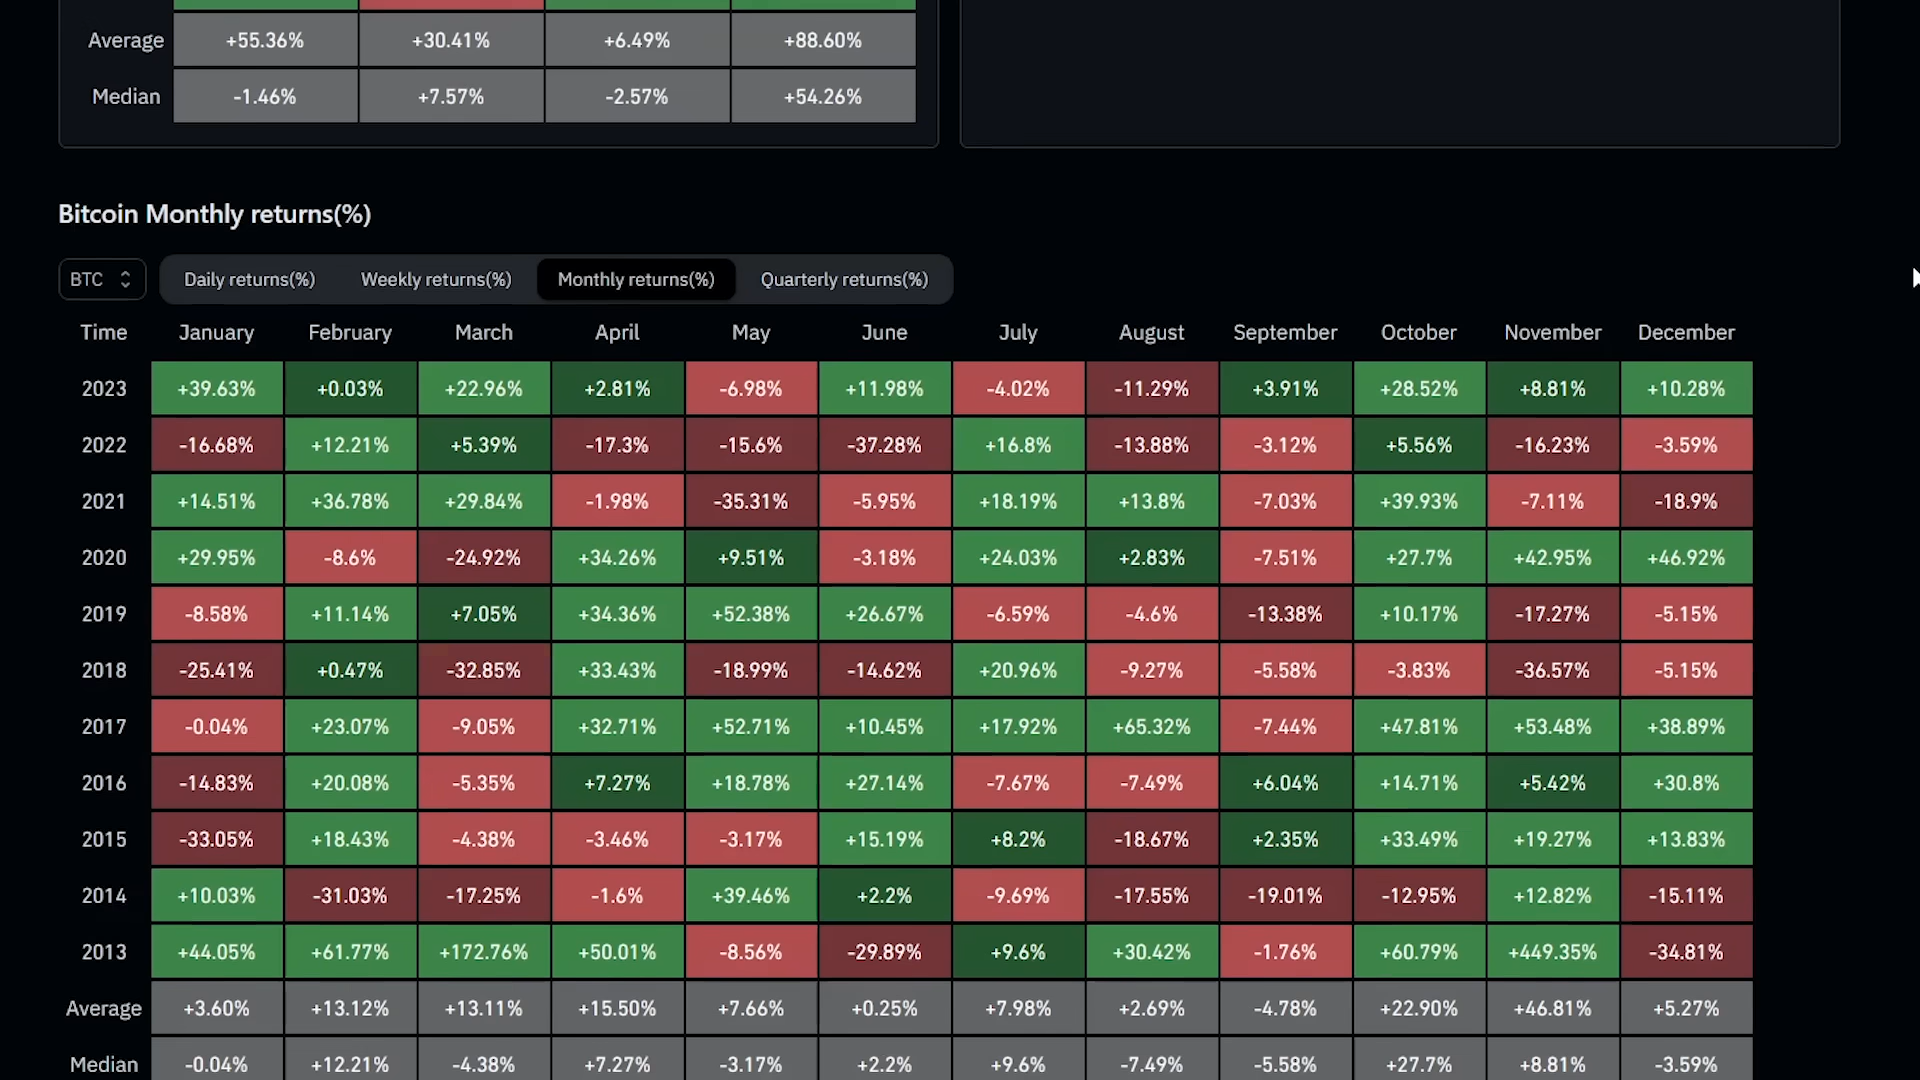 Average +55.36% +30.41% +6.49% +88.60%
Median -1.46% +7.57% -2.57% +54.26%
Bitcoin Monthly returns(%)
BTC Daily returns(%) Weekly returns(%) Monthly returns(%) Quarterly returns(%)
Time January February March April May June July August September October November December
2023 +39.63% +0.03% +22.96% +2.81% -6.98% +11.98% -4.02% -11.29% +3.91% +28.52% +8.81% +10.28%
2022 -16.68% +12.21% +5.39% -17.3% -15.6% -37.28% +16.8% -13.88% -3.12% +5.56% -16.23% -3.59%
2021 +14.51% +36.78% +29.84% -1.98% -35.31% -5.95% +18.19% +13.8% -7.03% +39.93% -7.11% -18.9%
2020 +29.95% -8.6% -24.92% +34.26% +9.51% -3.18% +24.03% +2.83% -7.51% +27.7% +42.95% +46.92%
2019 -8.58% +11.14% +7.05% +34.36% +52.38% +26.67% -6.59% -4.6% -13.38% +10.17% -17.27% -5.15%
2018 -25.41% +0.47% -32.85% +33.43% -18.99% -14.62% +20.96% -9.27% -5.58% -3.83% -36.57% -5.15%
2017 -0.04% +23.07% -9.05% +32.71% +52.71% +10.45% +17.92% +65.32% -7.44% +47.81% +53.48% +38.89%
2016 -14.83% +20.08% -5.35% +7.27% +18.78% +27.14% -7.67% -7.49% +6.04% +14.71% +5.42% +30.8%
2015 -33.05% +18.43% -4.38% -3.46% -3.17% +15.19% +8.2% -18.67% +2.35% +33.49% +19.27% +13.83%
2014 +10.03% -31.03% -17.25% -1.6% +39.46% +2.2% -9.69% -17.55% -19.01% -12.95% +12.82% -15.11%
2013 +44.05% +61.77% +172.76% +50.01% -8.56% -29.89% +9.6% +30.42% -1.76% +60.79% +449.35% -34.81%
Average +3.60% +13.12% +13.11% +15.50% +7.66% +0.25% +7.98% +2.69% -4.78% +22.90% +46.81% +5.27%
Median -0.04% +12.21% -4.38% +7.27% -3.17% +2.2% +9.6% -7.49% -5.58% +27.7% +8.81% -3.59%